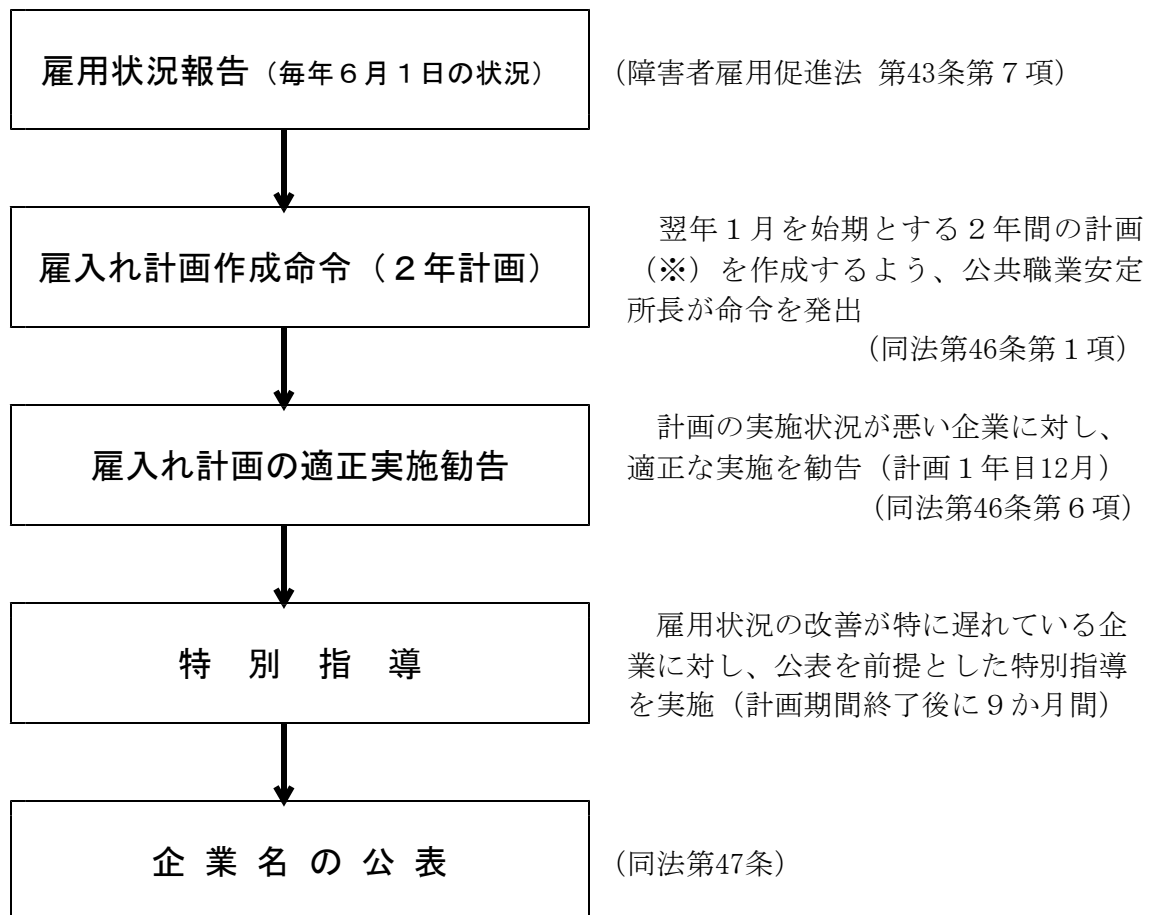 雇用状況報告（毎年６月１日の状況）
（障害者雇用促進法 第43条第７項）
雇入れ計画作成命令（２年計画）
翌年１月を始期とする２年間の計画
（※）を作成するよう、公共職業安定
所長が命令を発出
（同法第46条第１項）
雇入れ計画の適正実施勧告
計画の実施状況が悪い企業に対し、
適正な実施を勧告（計画１年目12月）
（同法第46条第６項）
特 別 指 導
雇用状況の改善が特に遅れている企
業に対し、公表を前提とした特別指導
を実施（計画期間終了後に９か月間）
企 業 名 の 公 表
（同法第47条）